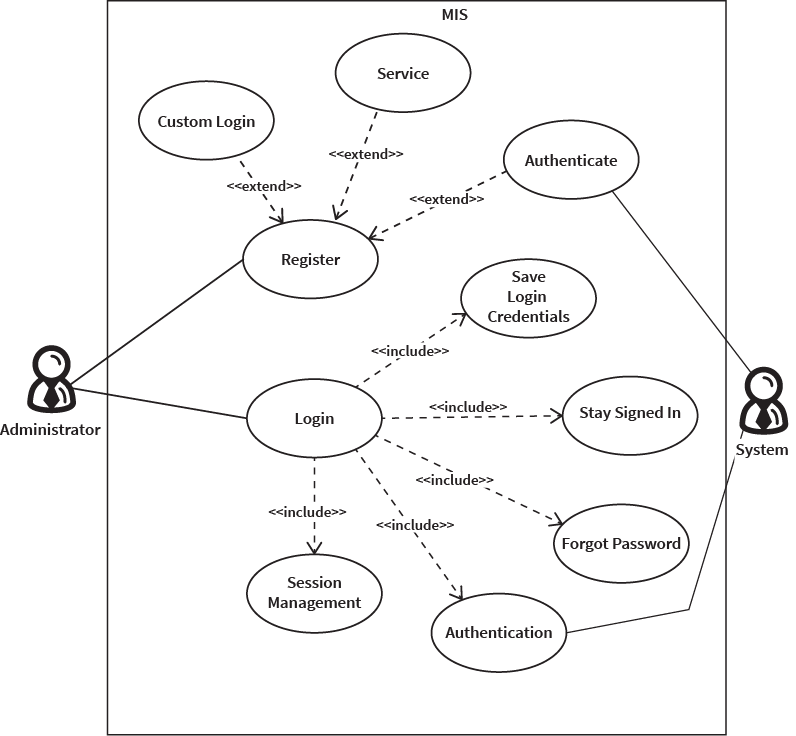 MIS
Service
Custom Login
<<extend>>
Authenticate
<<extend>>
<<extend>>
Register
Save
Login
Credentials
<<include>>
Administrator
Login
<<include>>
Stay Signed In
System
<<include>>
<<include>>
<<include>>
Forgot Password
Session
Management
Authentication